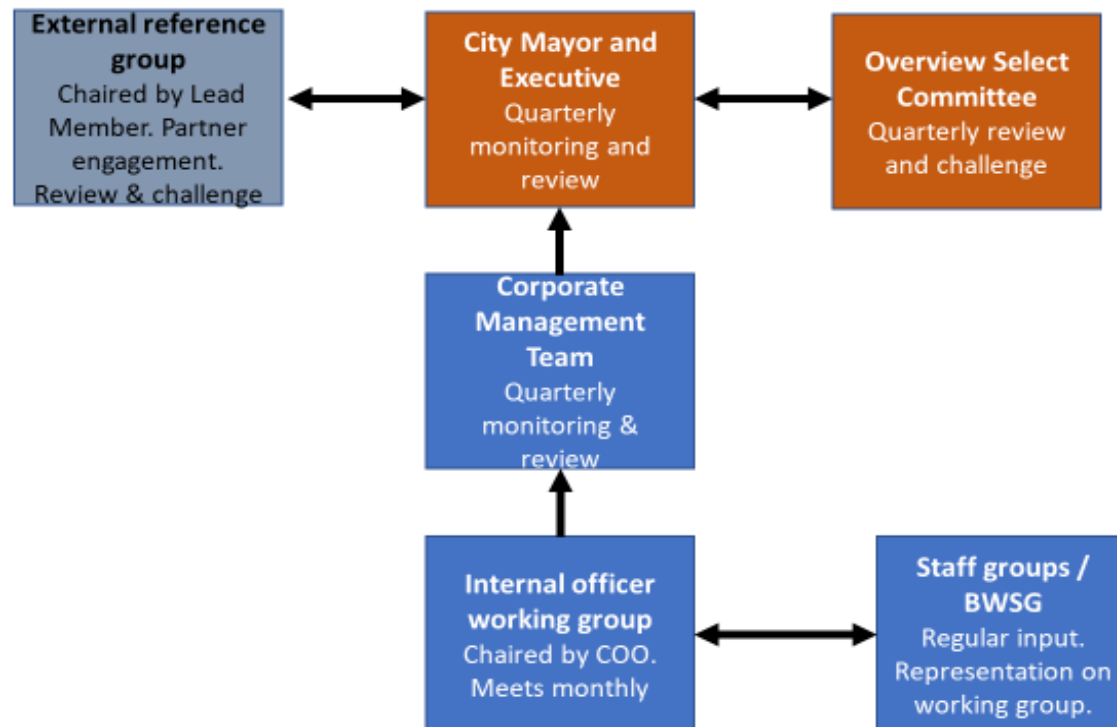 External reference
group
Chaired by Lead
Member. Partner
engagement.
Review & challenge
City Mayor and
Executive
Quarterly
monitoring and
review
Overview Select
Committee
Quarterly review
and challenge
Corporate
Management
Team
Quarterly
monitoring &
review
Internal officer
working group
Chaired by COO.
Meets monthly
Staff groups /
BWSG
Regular input.
Representation on
working group.